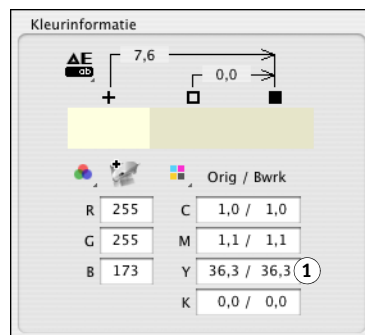 Kleurinformatie
ΔE
ab
7,6
0,0
Orig / Bwrk
R 255 C 1,0 / 1,0
G 255 M 1,1 / 1,1
B 173 Y 36,3 / 36,3 1
K 0,0 / 0,0